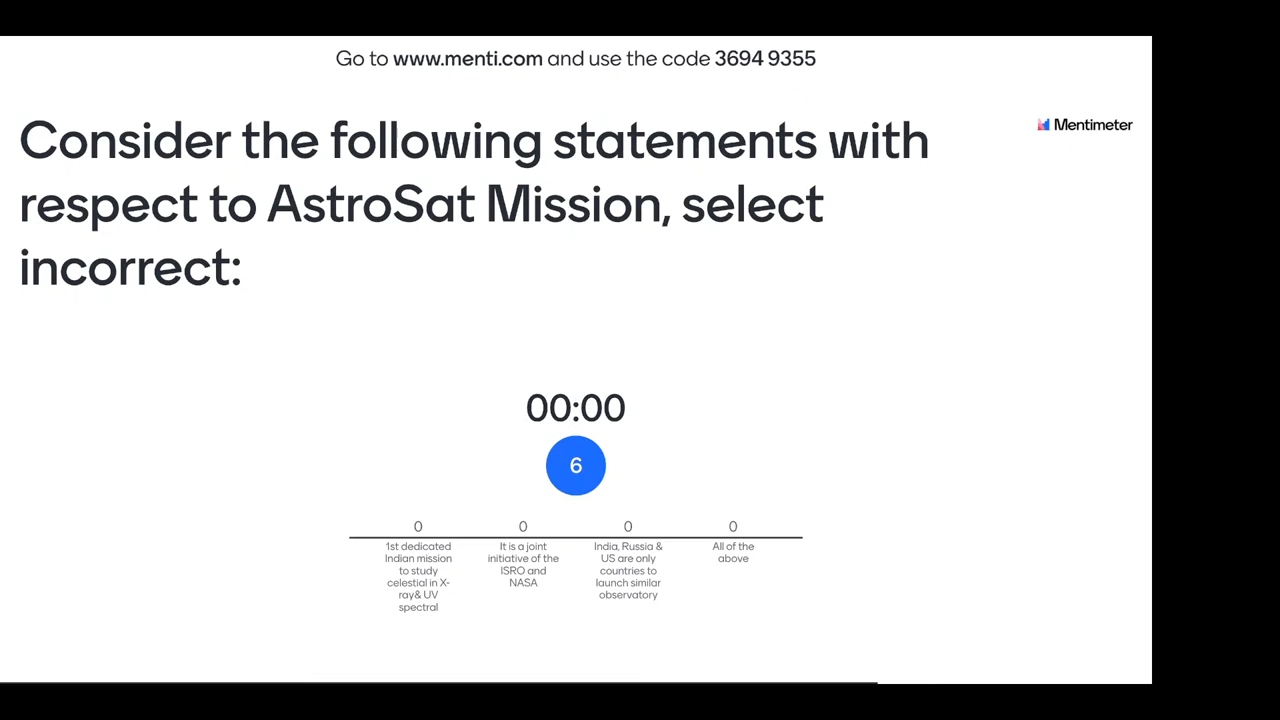 Go to www.menti.com and use the code 3694 9355
Mentimeter
Consider the following statements with
respect to AstroSat Mission, select
incorrect:
00:00
6
0
0
0
0
1st dedicated
Indian mission
to study
celestial in X-
ray& UV
spectral
It is a joint
initiative of the
ISRO and
NASA
India, Russia &
US are only
countries to
launch similar
observatory
All of the
above